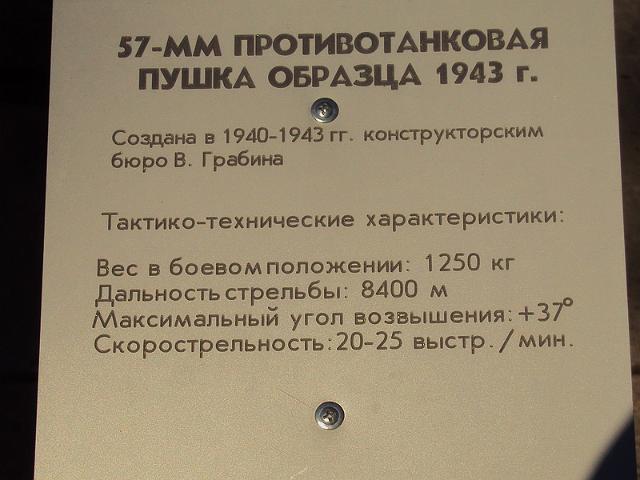 57-ММ ПРОТИВОТАНКОВАЯ
ПУШКА ОБРАЗЦА 1943 г.
Создана в 1940-1943 гг. конструкторским
бюро В. Грабина
Тактико-технические характеристики:
Вес в боевом положении: 1250 кг
Дальность стрельбы: 8400 м
Максимальный угол возвышения: +37°
Скорострельность: 20-25 выстр./мин.